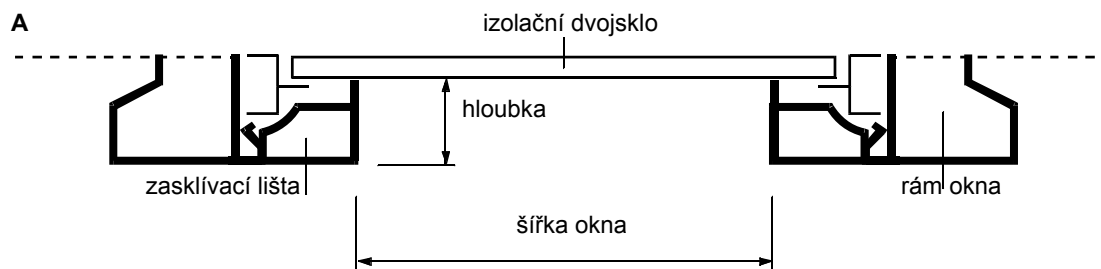 A
izolační dvojsklo
hloubka
zasklívací lišta
rám okna
šířka okna